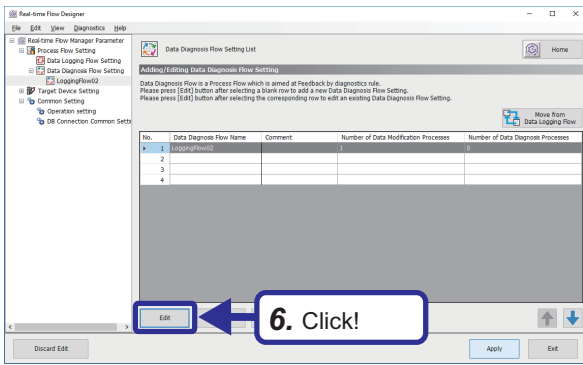 Real-time Flow Designer
File Edit View Diagnostics Help
Real-time Flow Manager Parameter
Process Flow Setting
Data Logging Flow Setting
Data Diagnosis Flow Setting
LoggingFlow02
Target Device Setting
Common Setting
Operation setting
DB Connection Common Setti
Data Diagnosis Flow Setting List
Home
Adding/Editing Data Diagnosis Flow Setting
Data Diagnosis Flow is a Process Flow which is aimed at Feedback by diagnostics rule.
Please press [Edit] button after selecting a blank row to add a new Data Diagnosis Flow Setting.
Please press [Edit] button after selecting the corresponding row to edit an existing Data Diagnosis Flow Setting.
Move from
Data Logging Flow
No. Data Diagnosis Flow Name Comment Number of Data Modification Processes Number of Data Diagnosis Processes
1 LoggingFlow02 1 0
2
3
4
Edit
6. Click!
Discard Edit
Apply
Exit